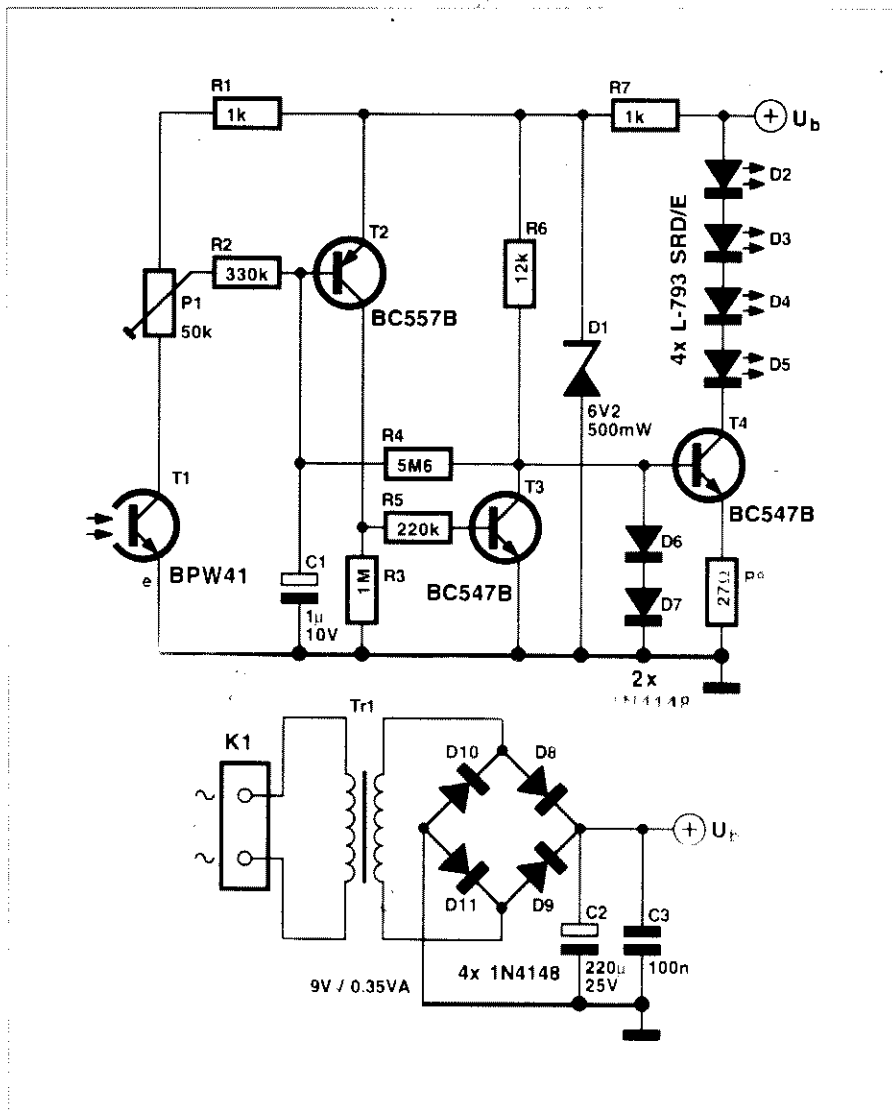 R1
1k
R7
1k
+ Ub
D2
D3
D4
D5
4x L-793 SRD/E
R2
330k
P1
50k
T2
BC557B
R6
12k
D1
6V2
500mW
R4
5M6
R5
220k
T3
BC547B
T4
BC547B
T1
e
BPW41
C1
1µ
10V
R3
1M
D6
D7
27Ω
2x
1N4148
Tr1
K1
~
~
D10
D8
D11
D9
+ Ub
C2
220µ
25V
C3
100n
4x 1N4148
9V / 0.35VA